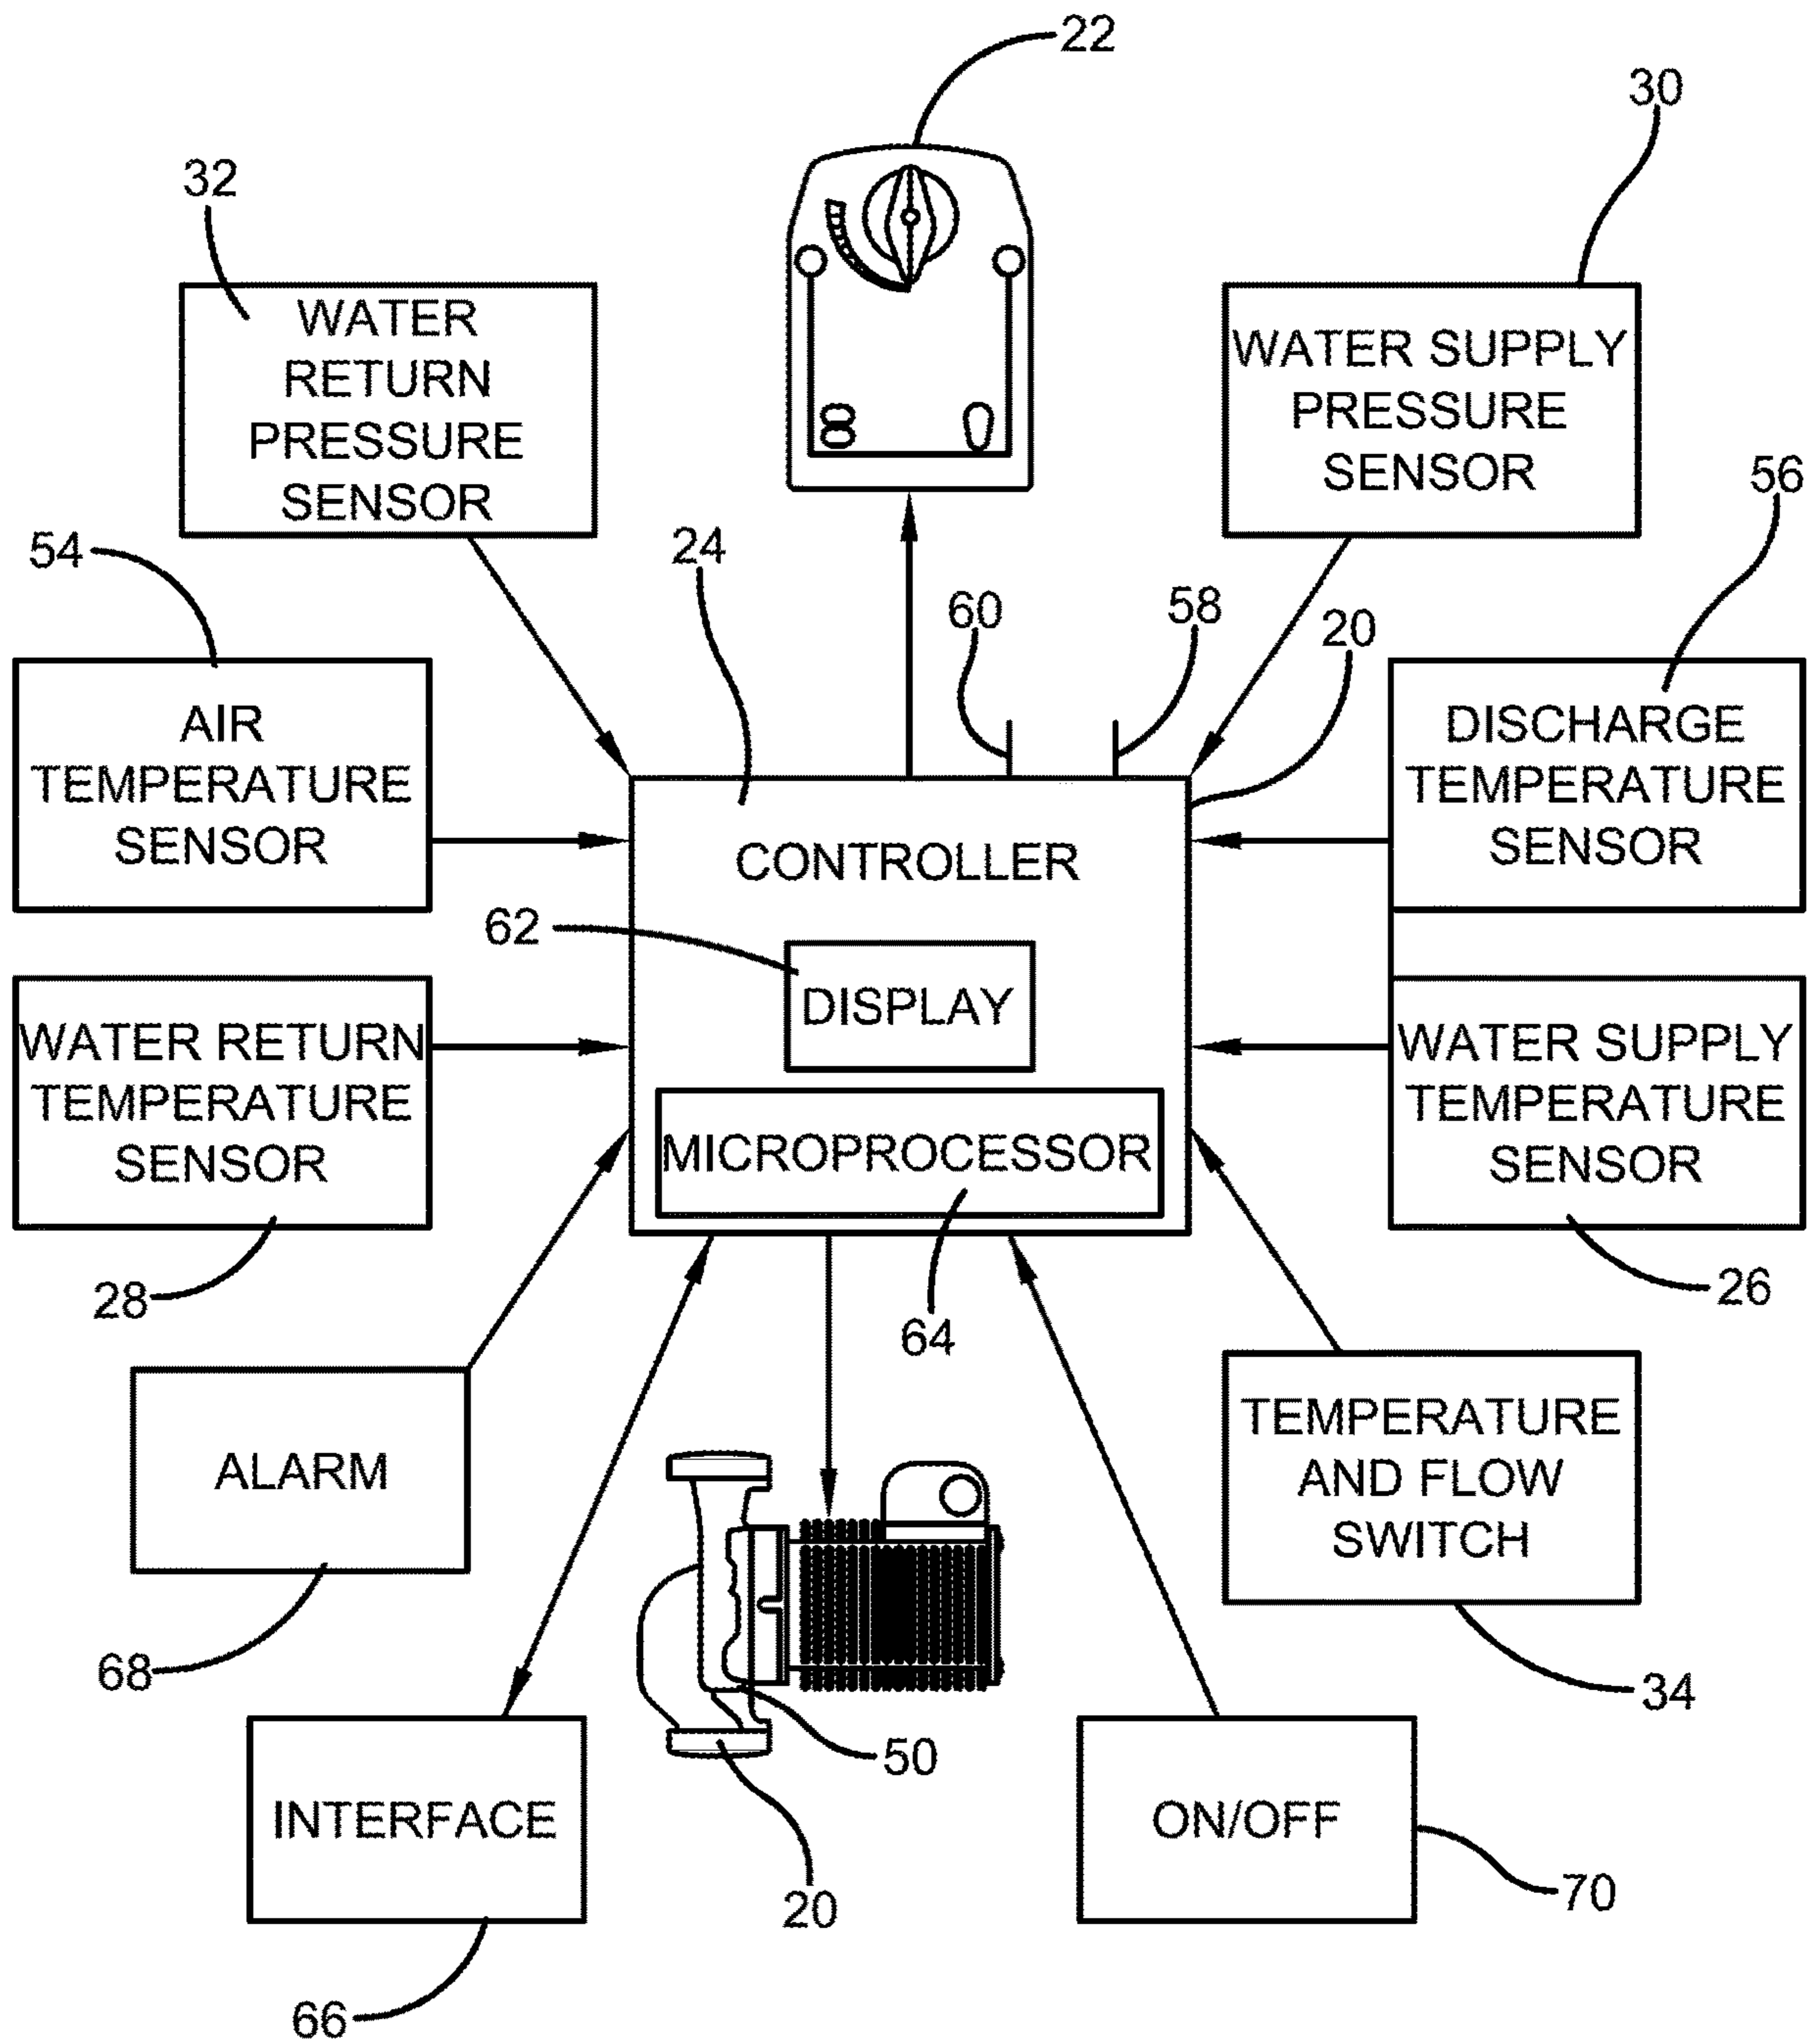 22
30
32
WATER
RETURN
PRESSURE
SENSOR
WATER SUPPLY
PRESSURE
SENSOR
56
54
24
60
58
20
AIR
TEMPERATURE
SENSOR
DISCHARGE
TEMPERATURE
SENSOR
CONTROLLER
62
DISPLAY
WATER RETURN
TEMPERATURE
SENSOR
WATER SUPPLY
TEMPERATURE
SENSOR
MICROPROCESSOR
28
64
26
ALARM
TEMPERATURE
AND FLOW
SWITCH
68
34
50
INTERFACE
ON/OFF
20
70
66